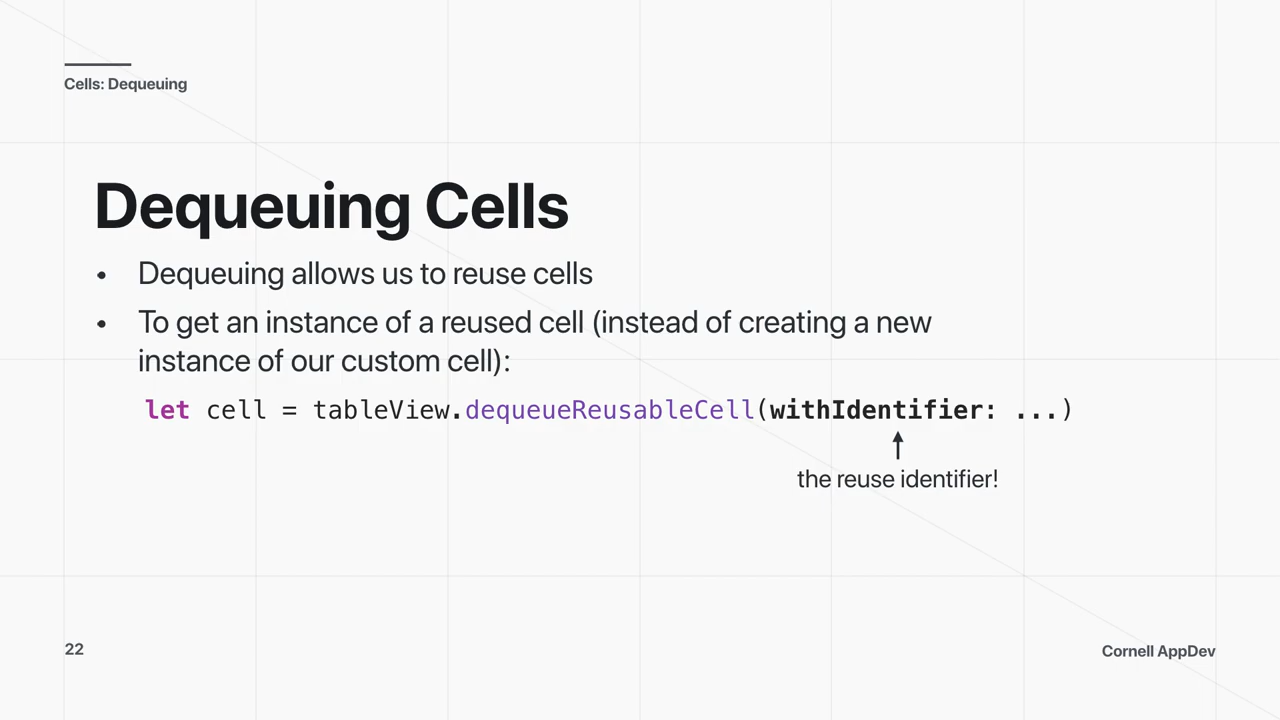 Cells: Dequeuing
Dequeuing Cells
• Dequeuing allows us to reuse cells
• To get an instance of a reused cell (instead of creating a new
instance of our custom cell):
let cell = tableView.dequeueReusableCell(withIdentifier: ...)
the reuse identifier!
22
Cornell AppDev